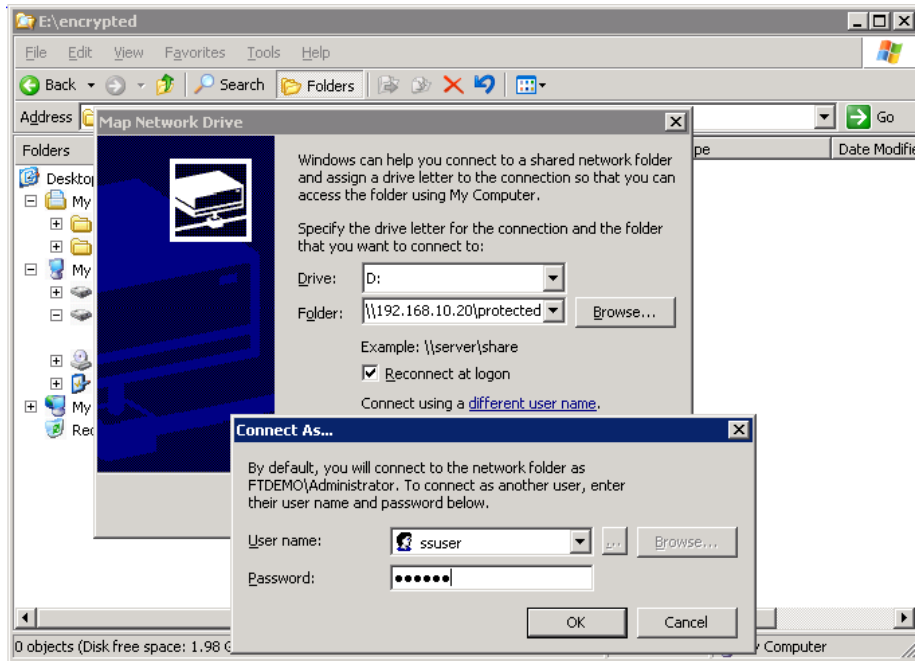 E:\encrypted
File Edit View Favorites Tools Help
Back Search Folders
Address Go
Map Network Drive
Folders
Date Modifie
Desktop
My
My
My
Rec
Windows can help you connect to a shared network folder
and assign a drive letter to the connection so that you can
access the folder using My Computer.
Specify the drive letter for the connection and the folder
that you want to connect to:
Drive: D:
Folder: \\192.168.10.20\protected Browse...
Example: \\server\share
Reconnect at logon
Connect using a different user name.
Connect As...
By default, you will connect to the network folder as
FTDEMO\Administrator. To connect as another user, enter
their user name and password below.
User name: ssuser ... Browse...
Password: ••••••
OK Cancel
0 objects (Disk free space: 1.98 G
Computer